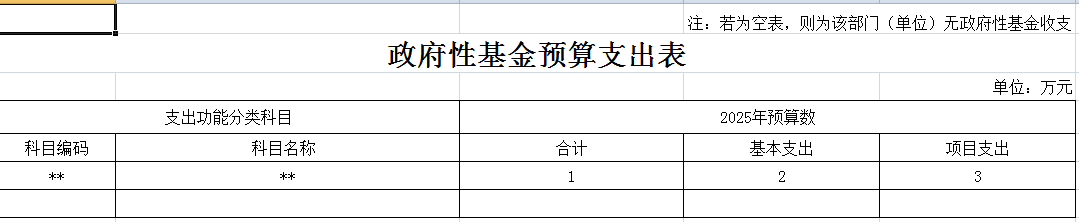 注：若为空表，则为该部门（单位）无政府性基金收支
政府性基金预算支出表
单位：万元
支出功能分类科目 2025年预算数
科目编码 科目名称 合计 基本支出 项目支出
** ** 1 2 3